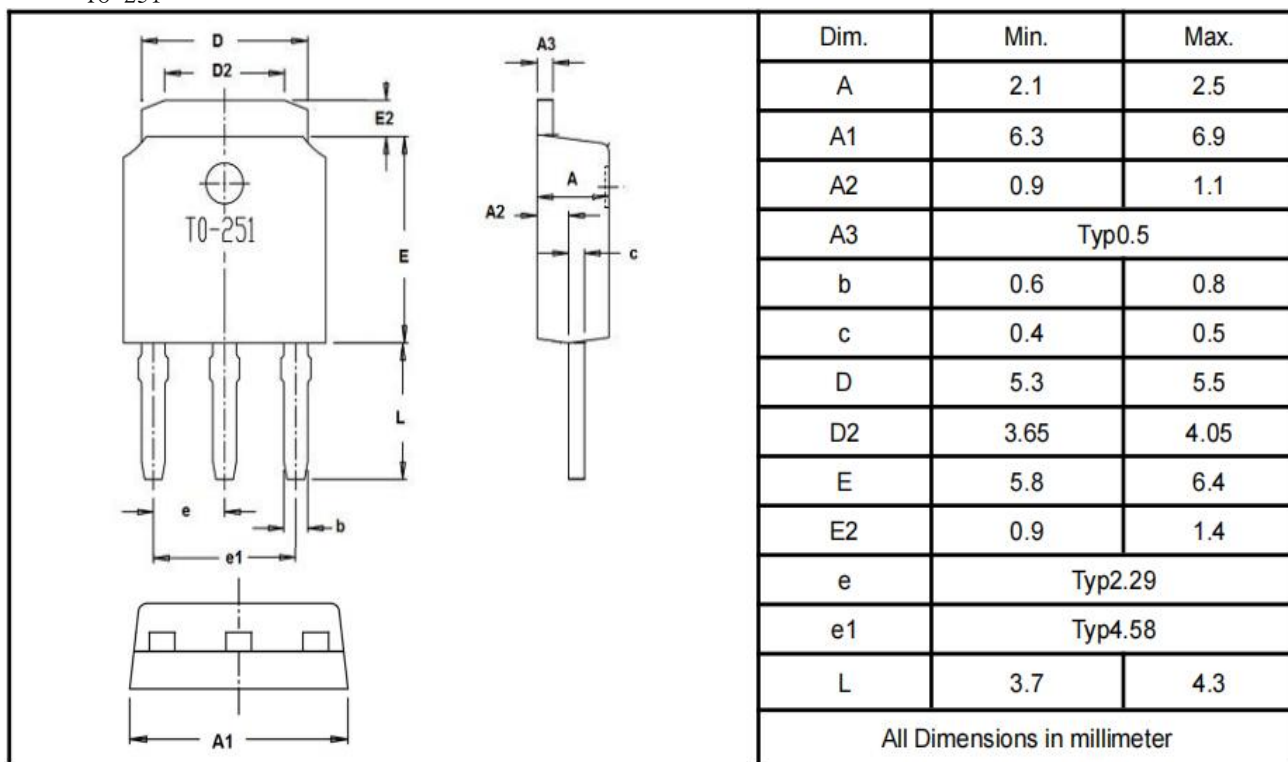 TO-251
D
D2
E2
TO-251
E
L
e
b
e1
A1
A3
A
A2
c
Dim. Min. Max.
A 2.1 2.5
A1 6.3 6.9
A2 0.9 1.1
A3 Typ0.5
b 0.6 0.8
c 0.4 0.5
D 5.3 5.5
D2 3.65 4.05
E 5.8 6.4
E2 0.9 1.4
e Typ2.29
e1 Typ4.58
L 3.7 4.3
All Dimensions in millimeter